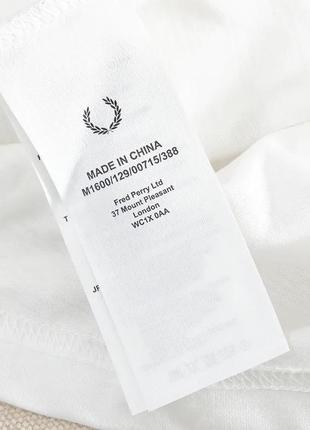 MADE IN CHINA
M1600/129/00715/388
Fred Perry Ltd
37 Mount Pleasant
London
WC1X 0AA